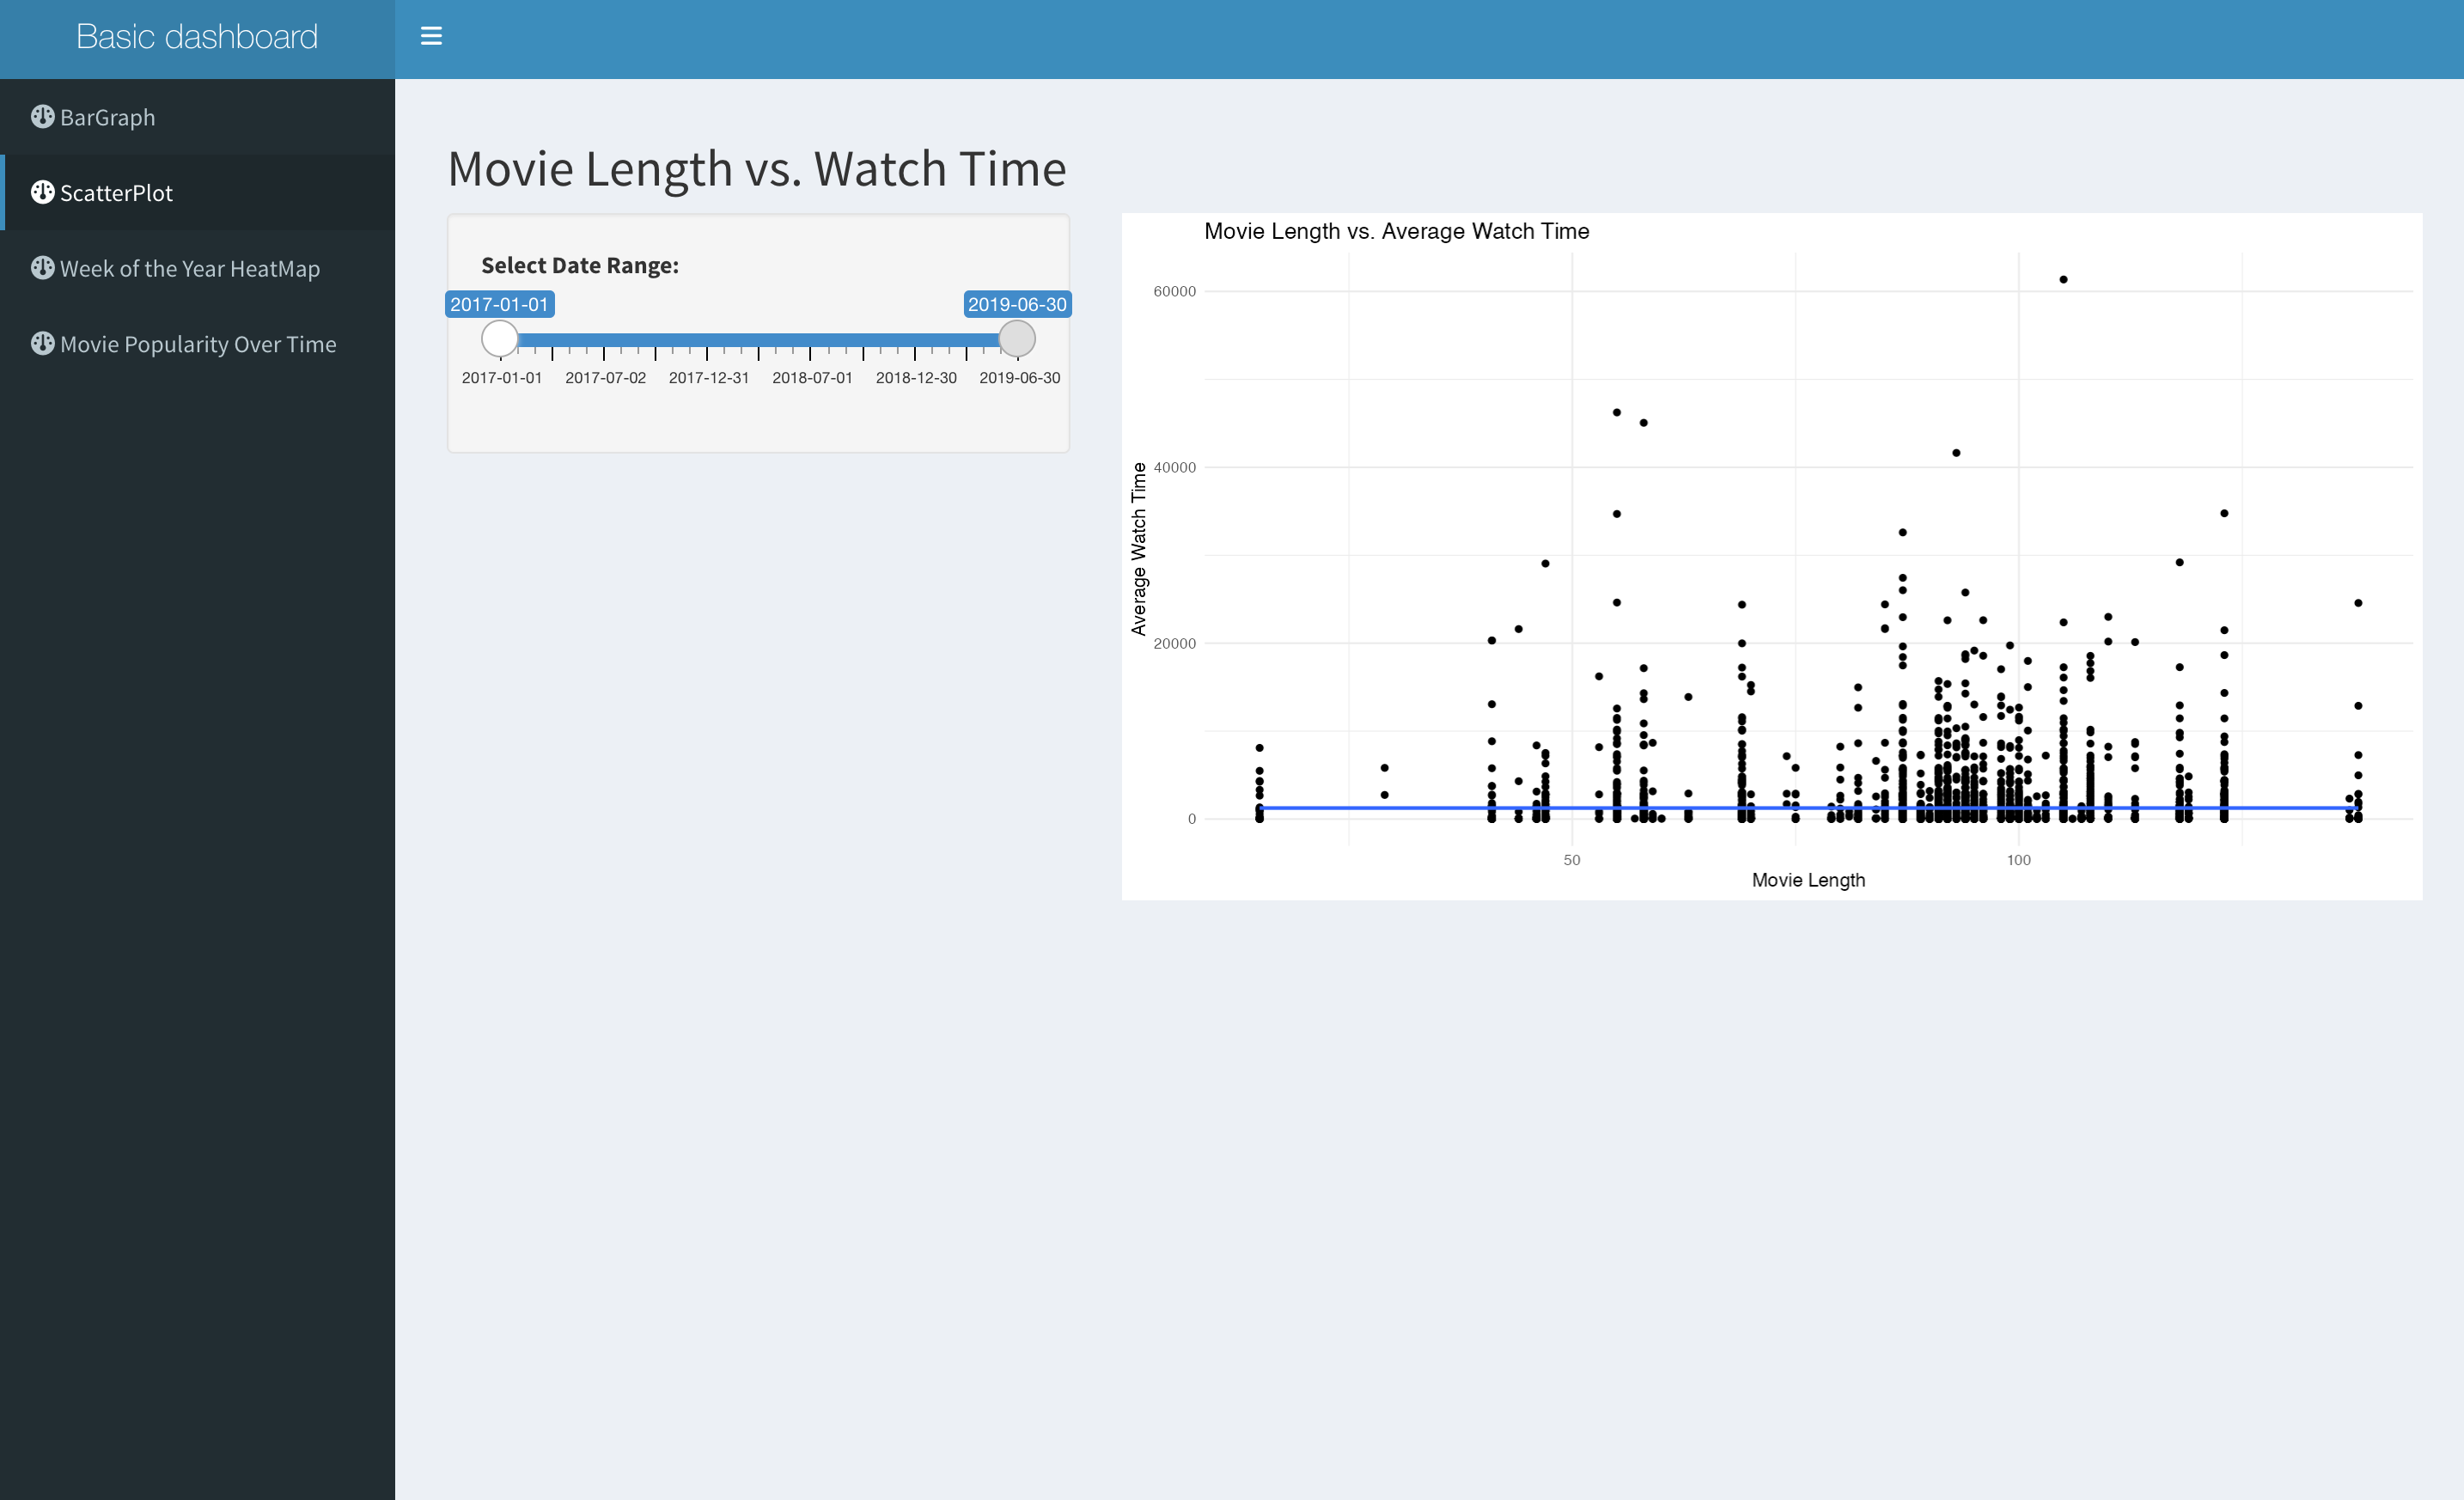 Basic dashboard
BarGraph
ScatterPlot
Week of the Year HeatMap
Movie Popularity Over Time
Movie Length vs. Watch Time
Select Date Range:
2017-01-01 2019-06-30
2017-01-01 2017-07-02 2017-12-31 2018-07-01 2018-12-30 2019-06-30
Movie Length vs. Average Watch Time
Average Watch Time
60000
40000
20000
0
50 100
Movie Length